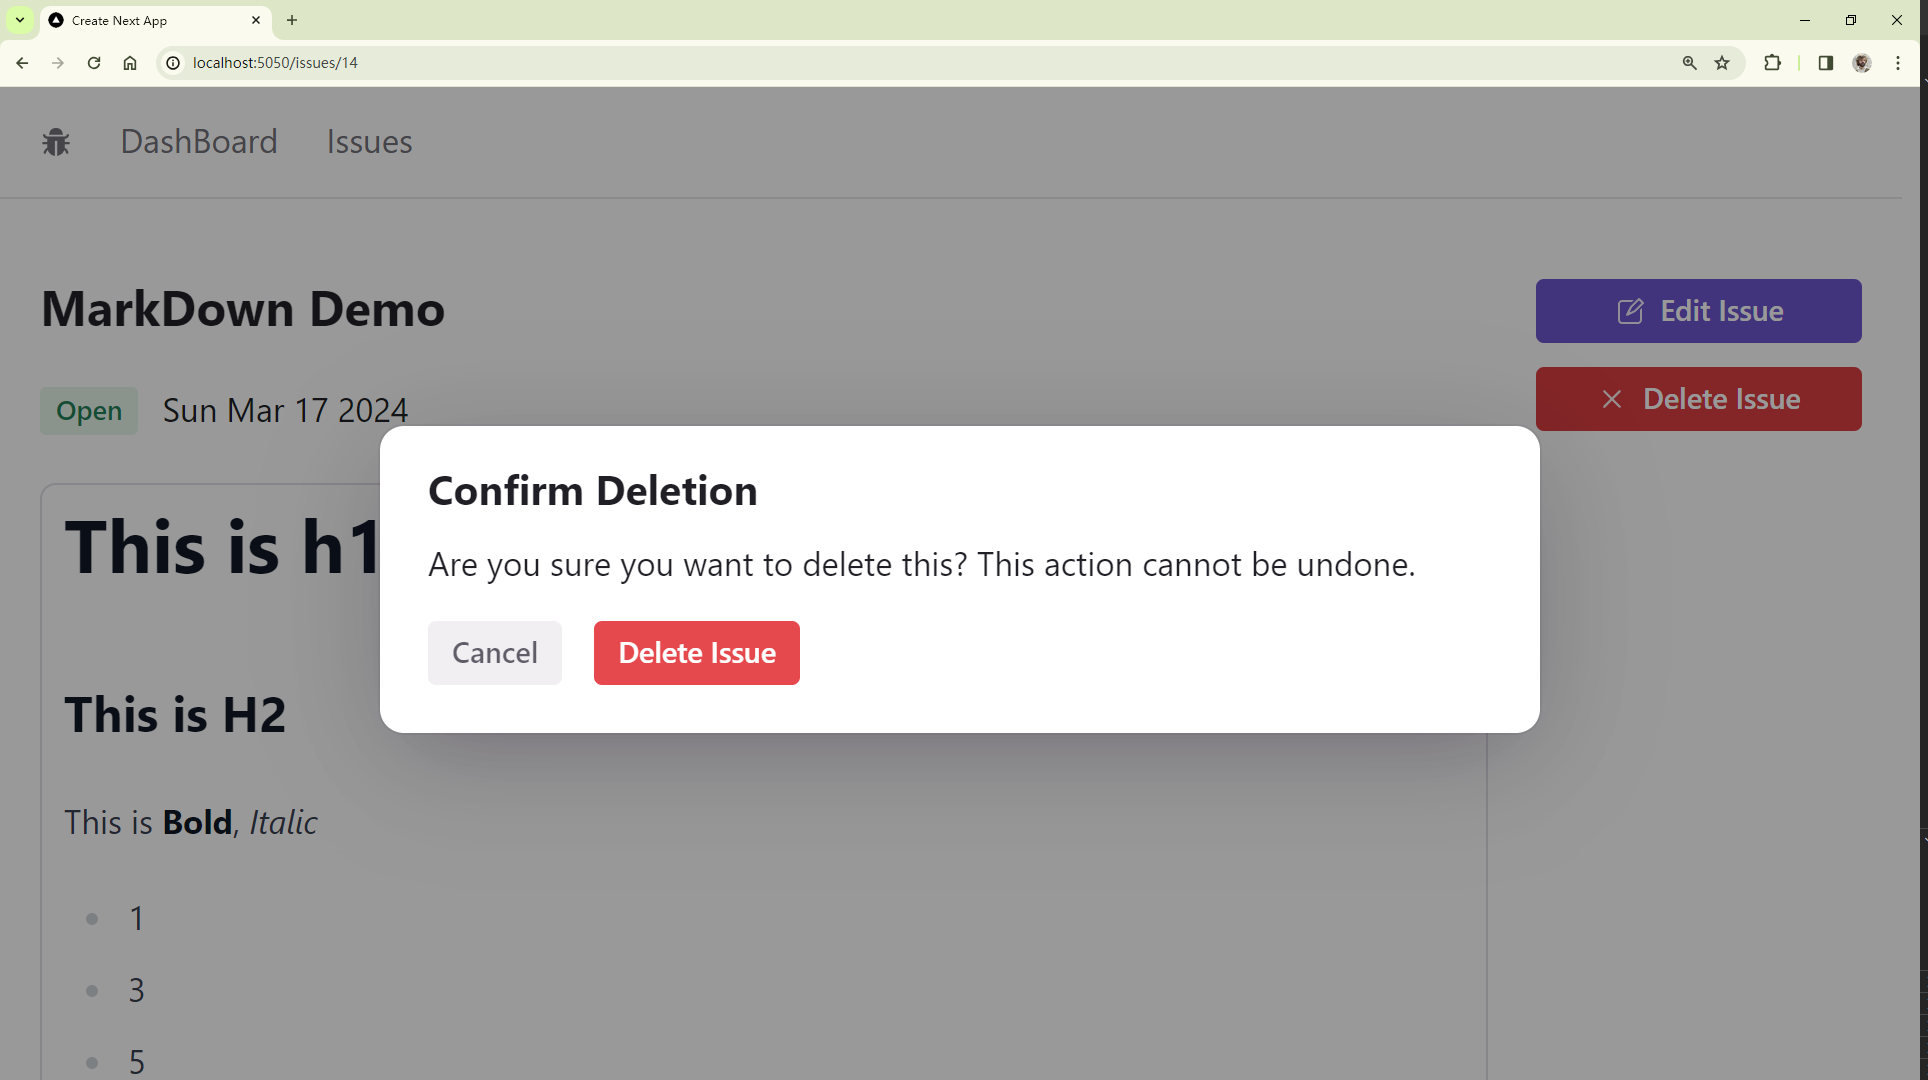 Create Next App
localhost:5050/issues/14
DashBoard Issues
MarkDown Demo
Edit Issue
Delete Issue
Open Sun Mar 17 2024
Confirm Deletion
Are you sure you want to delete this? This action cannot be undone.
Cancel Delete Issue
This is h1
This is H2
This is Bold, Italic
1
3
5